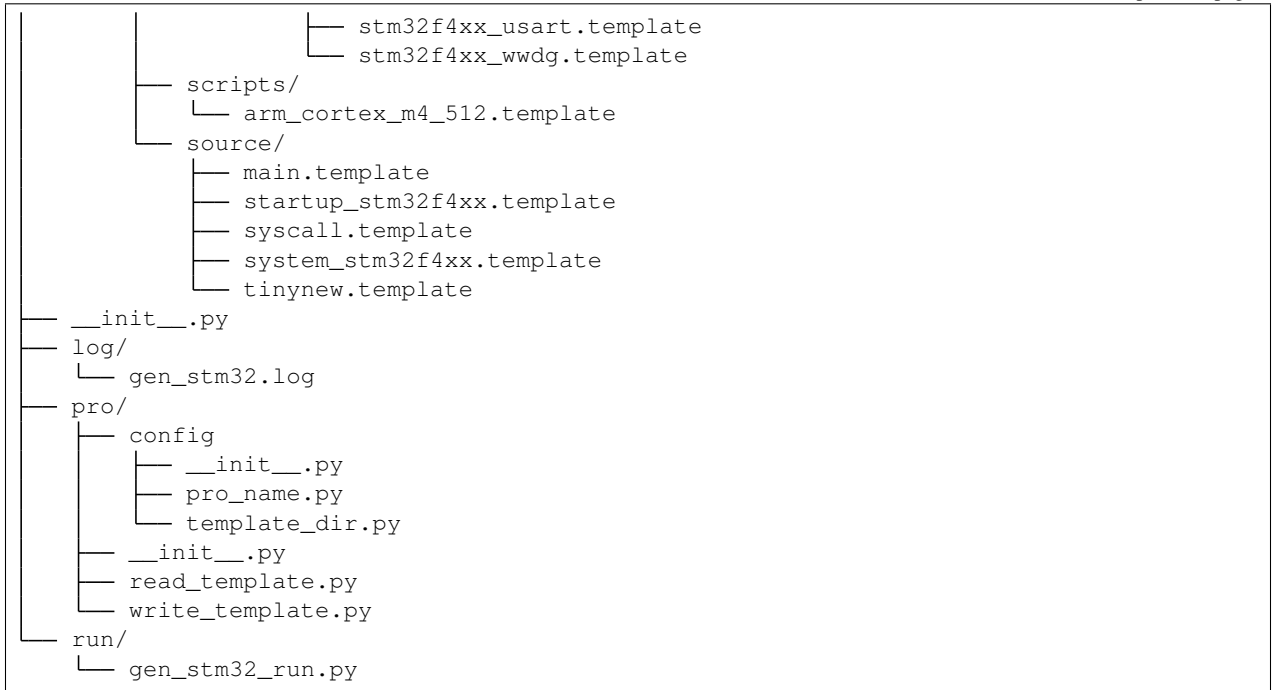 │       │           ├── stm32f4xx_usart.template
│       │           └── stm32f4xx_wwdg.template
│       ├── scripts/
│       │   └── arm_cortex_m4_512.template
│       └── source/
│           ├── main.template
│           ├── startup_stm32f4xx.template
│           ├── syscall.template
│           ├── system_stm32f4xx.template
│           └── tinynew.template
├── __init__.py
├── log/
│   └── gen_stm32.log
├── pro/
│   ├── config
│   │   ├── __init__.py
│   │   ├── pro_name.py
│   │   └── template_dir.py
│   ├── __init__.py
│   ├── read_template.py
│   └── write_template.py
└── run/
    └── gen_stm32_run.py